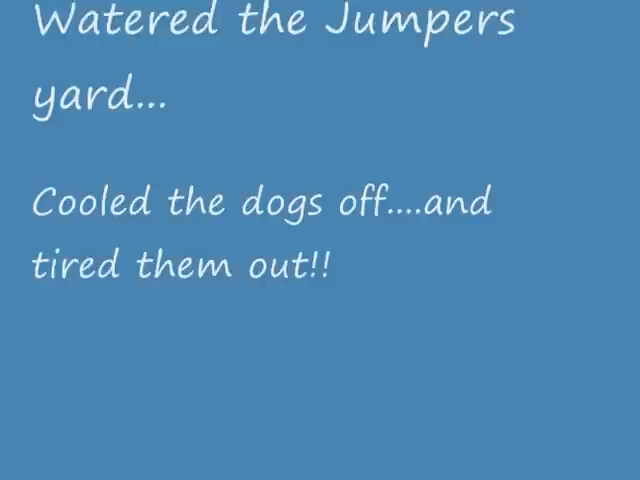 Watered the Jumpers
yard...
Cooled the dogs off....and
tired them out!!